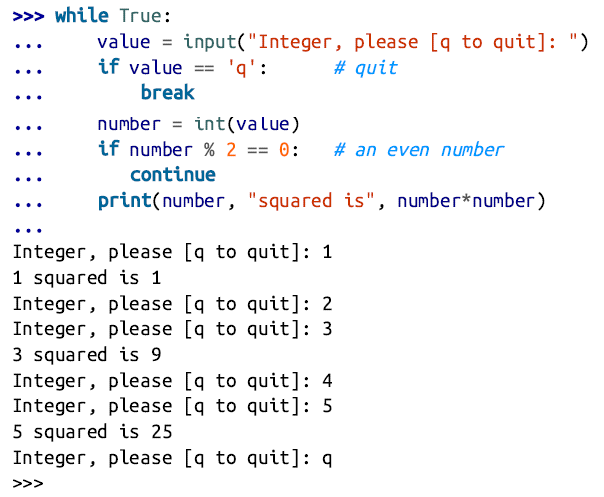 >>> while True:
...     value = input("Integer, please [q to quit]: ")
...     if value == 'q':      # quit
...         break
...     number = int(value)
...     if number % 2 == 0:   # an even number
...        continue
...     print(number, "squared is", number*number)
...
Integer, please [q to quit]: 1
1 squared is 1
Integer, please [q to quit]: 2
Integer, please [q to quit]: 3
3 squared is 9
Integer, please [q to quit]: 4
Integer, please [q to quit]: 5
5 squared is 25
Integer, please [q to quit]: q
>>>